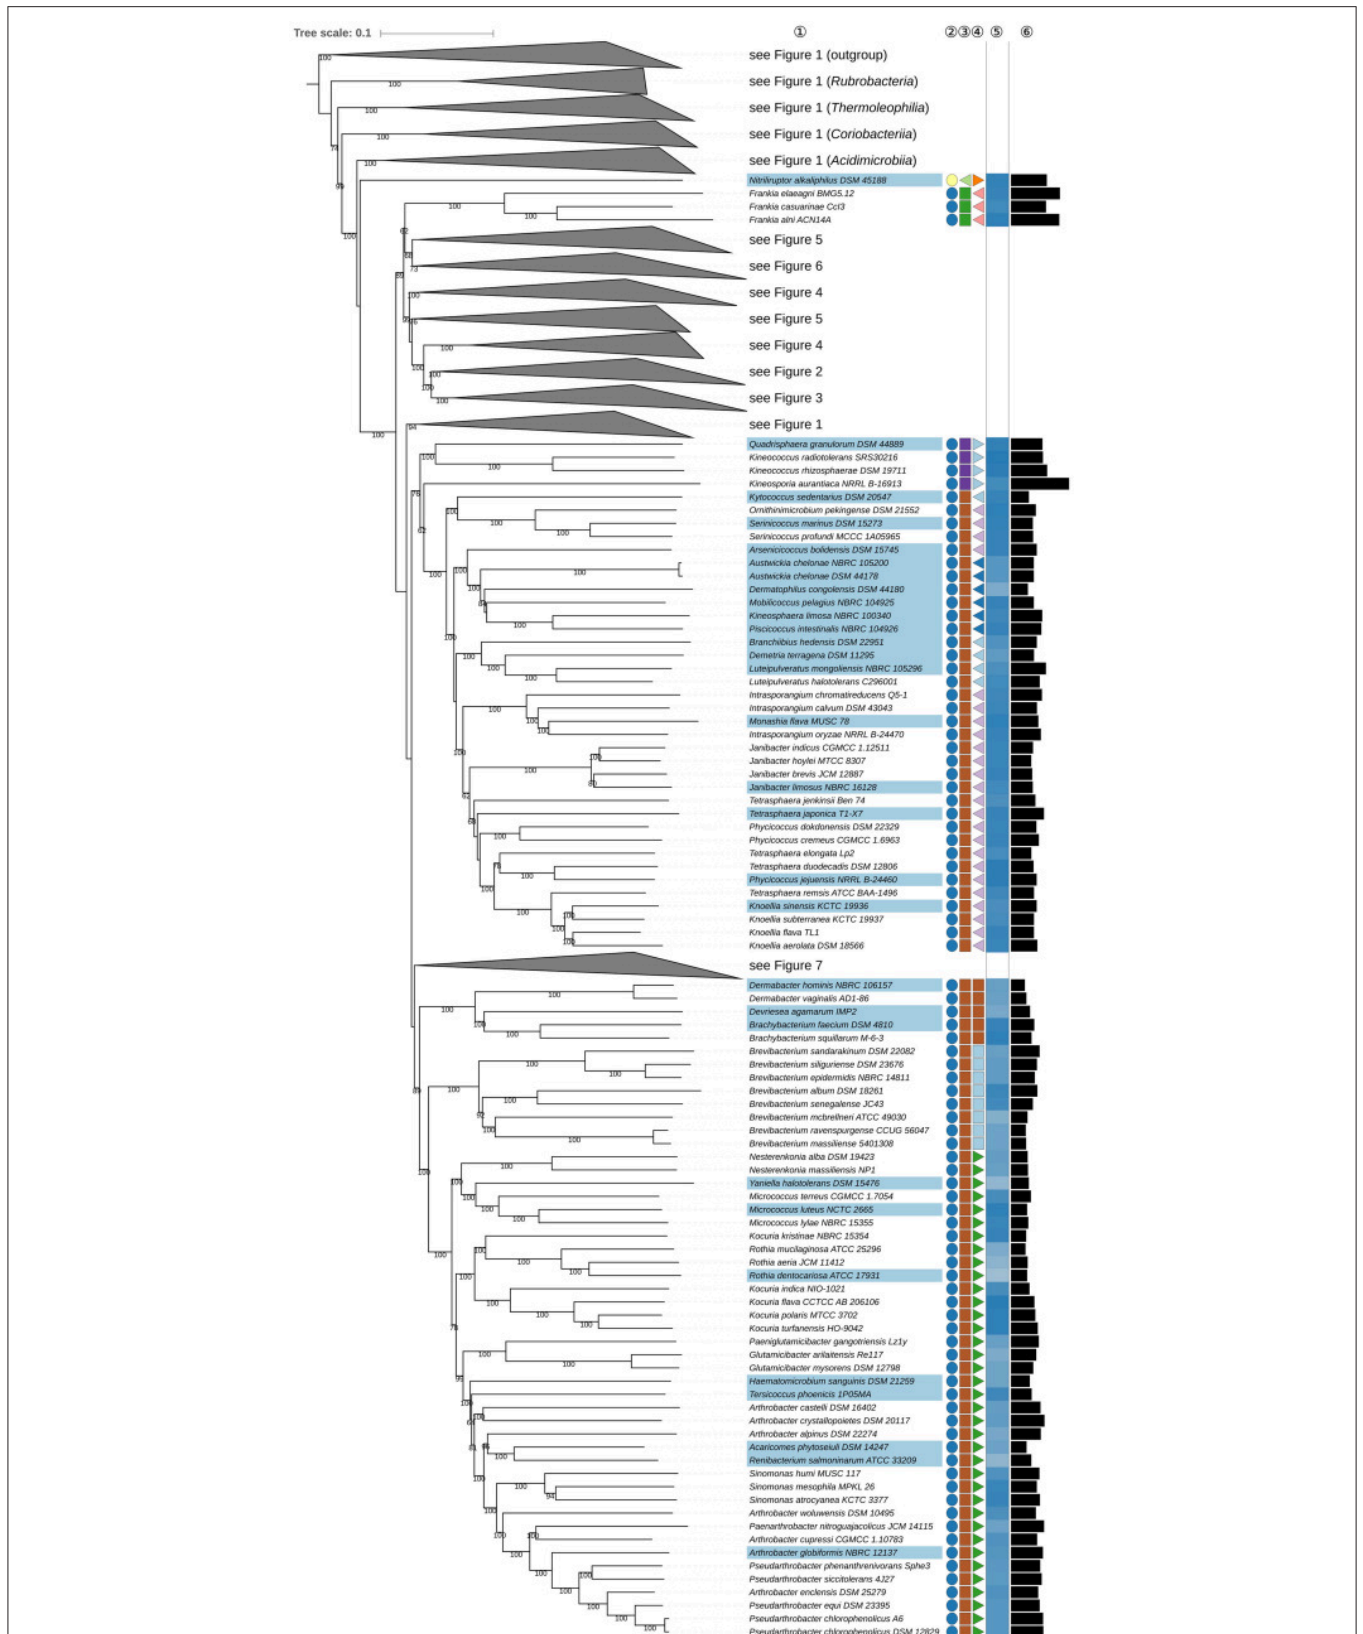 Tree scale: 0.1
① ② ③ ④ ⑤ ⑥
see Figure 1 (outgroup)
see Figure 1 (Rubrobacteria)
see Figure 1 (Thermoleophilia)
see Figure 1 (Coriobacteriia)
see Figure 1 (Acidimicrobiia)
Nitriliruptor alkaliphilus DSM 45188
Frankia elaeagni BMG5.12
Frankia casuarinae CcI3
Frankia alni ACN14A
see Figure 5
see Figure 6
see Figure 4
see Figure 5
see Figure 4
see Figure 2
see Figure 3
see Figure 1
Quadrisphaera granulorum DSM 44889
Kineococcus radiotolerans SRS30216
Kineococcus rhizosphaerae DSM 19711
Kineosporia aurantiaca NRRL B-16913
Kytococcus sedentarius DSM 20547
Ornithinimicrobium pekingense DSM 21552
Serinicoccus marinus DSM 15273
Serinicoccus profundi MCCC 1A05965
Arsenicicoccus bolidensis DSM 15745
Austwickia chelonae NBRC 105200
Austwickia chelonae DSM 44178
Dermatophilus congolensis DSM 44180
Mobilicoccus pelagius NBRC 104925
Kineosphaera limosa NBRC 100340
Piscicoccus intestinalis NBRC 104926
Branchiibius hedensis DSM 22951
Demetria terragena DSM 11295
Luteipulveratus mongoliensis NBRC 105296
Luteipulveratus halotolerans C296001
Intrasporangium chromatireducens Q5-1
Intrasporangium calvum DSM 43043
Monashia flava MUSC 78
Intrasporangium oryzae NRRL B-24470
Janibacter indicus CGMCC 1.12511
Janibacter hoylei MTCC 8307
Janibacter brevis JCM 12887
Janibacter limosus NBRC 16128
Tetrasphaera jenkinsii Ben 74
Tetrasphaera japonica T1-X7
Phycicoccus dokdonensis DSM 22329
Phycicoccus cremeus CGMCC 1.6963
Tetrasphaera elongata Lp2
Tetrasphaera duodecadis DSM 12806
Phycicoccus jejuensis NRRL B-24460
Tetrasphaera remsis ATCC BAA-1496
Knoellia sinensis KCTC 19936
Knoellia subterranea KCTC 19937
Knoellia flava TL1
Knoellia aerolata DSM 18566
see Figure 7
Dermabacter hominis NBRC 106157
Dermabacter vaginalis AD1-86
Devriesea agamarum IMP2
Brachybacterium faecium DSM 4810
Brachybacterium squillarum M-6-3
Brevibacterium sandarakinum DSM 22082
Brevibacterium siliguriense DSM 23676
Brevibacterium epidermidis NBRC 14811
Brevibacterium album DSM 18261
Brevibacterium senegalense JC43
Brevibacterium mcbrellneri ATCC 49030
Brevibacterium ravenspurgense CCUG 56047
Brevibacterium massiliense 5401308
Nesterenkonia alba DSM 19423
Nesterenkonia massiliensis NP1
Yaniella halotolerans DSM 15476
Micrococcus terreus CGMCC 1.7054
Micrococcus luteus NCTC 2665
Micrococcus lylae NBRC 15355
Kocuria kristinae NBRC 15354
Rothia mucilaginosa ATCC 25296
Rothia aeria JCM 11412
Rothia dentocariosa ATCC 17931
Kocuria indica NIO-1021
Kocuria flava CCTCC AB 206106
Kocuria polaris MTCC 3702
Kocuria turfanensis HO-9042
Paeniglutamicibacter gangotriensis Lz1y
Glutamicibacter arilaitensis Re117
Glutamicibacter mysorens DSM 12798
Haematomicrobium sanguinis DSM 21259
Tersicoccus phoenicis 1P05MA
Arthrobacter castelli DSM 16402
Arthrobacter crystallopoietes DSM 20117
Arthrobacter alpinus DSM 22274
Acaricomes phytoseiuli DSM 14247
Renibacterium salmoninarum ATCC 33209
Sinomonas humi MUSC 117
Sinomonas mesophila MPKL 26
Sinomonas atrocyanea KCTC 3377
Arthrobacter woluwensis DSM 10495
Paenarthrobacter nitroguajacolicus JCM 14115
Arthrobacter cupressi CGMCC 1.10783
Arthrobacter globiformis NBRC 12137
Pseudarthrobacter phenanthrenivorans Sphe3
Pseudarthrobacter siccitolerans 4J27
Arthrobacter enclensis DSM 25279
Pseudarthrobacter equi DSM 23395
Pseudarthrobacter chlorophenolicus A6
Pseudarthrobacter chlorophenolicus DSM 12829